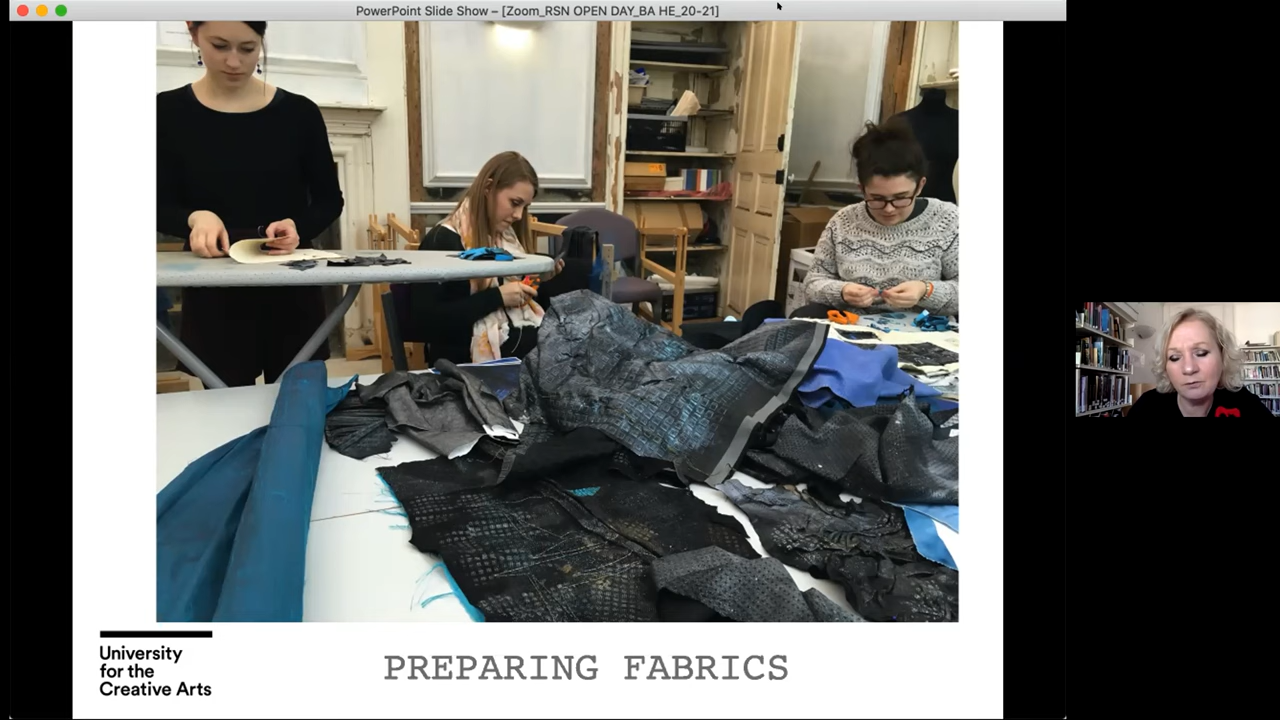 PowerPoint Slide Show – [Zoom_RSN OPEN DAY_BA HE_20-21]
University
for the
Creative Arts
PREPARING FABRICS